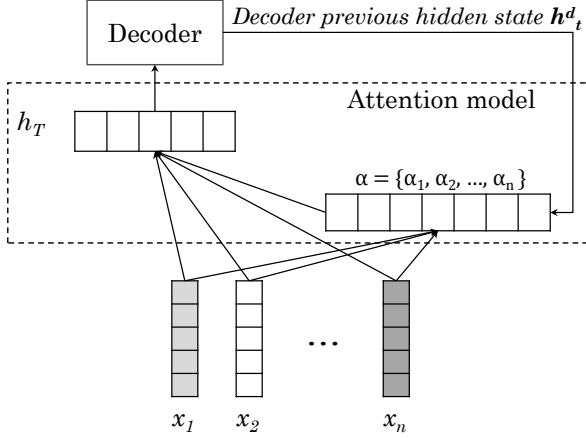 Decoder
Decoder previous hidden state h^d_t
Attention model
h_T
α = {α_1, α_2, ..., α_n}
...
x_1
x_2
x_n